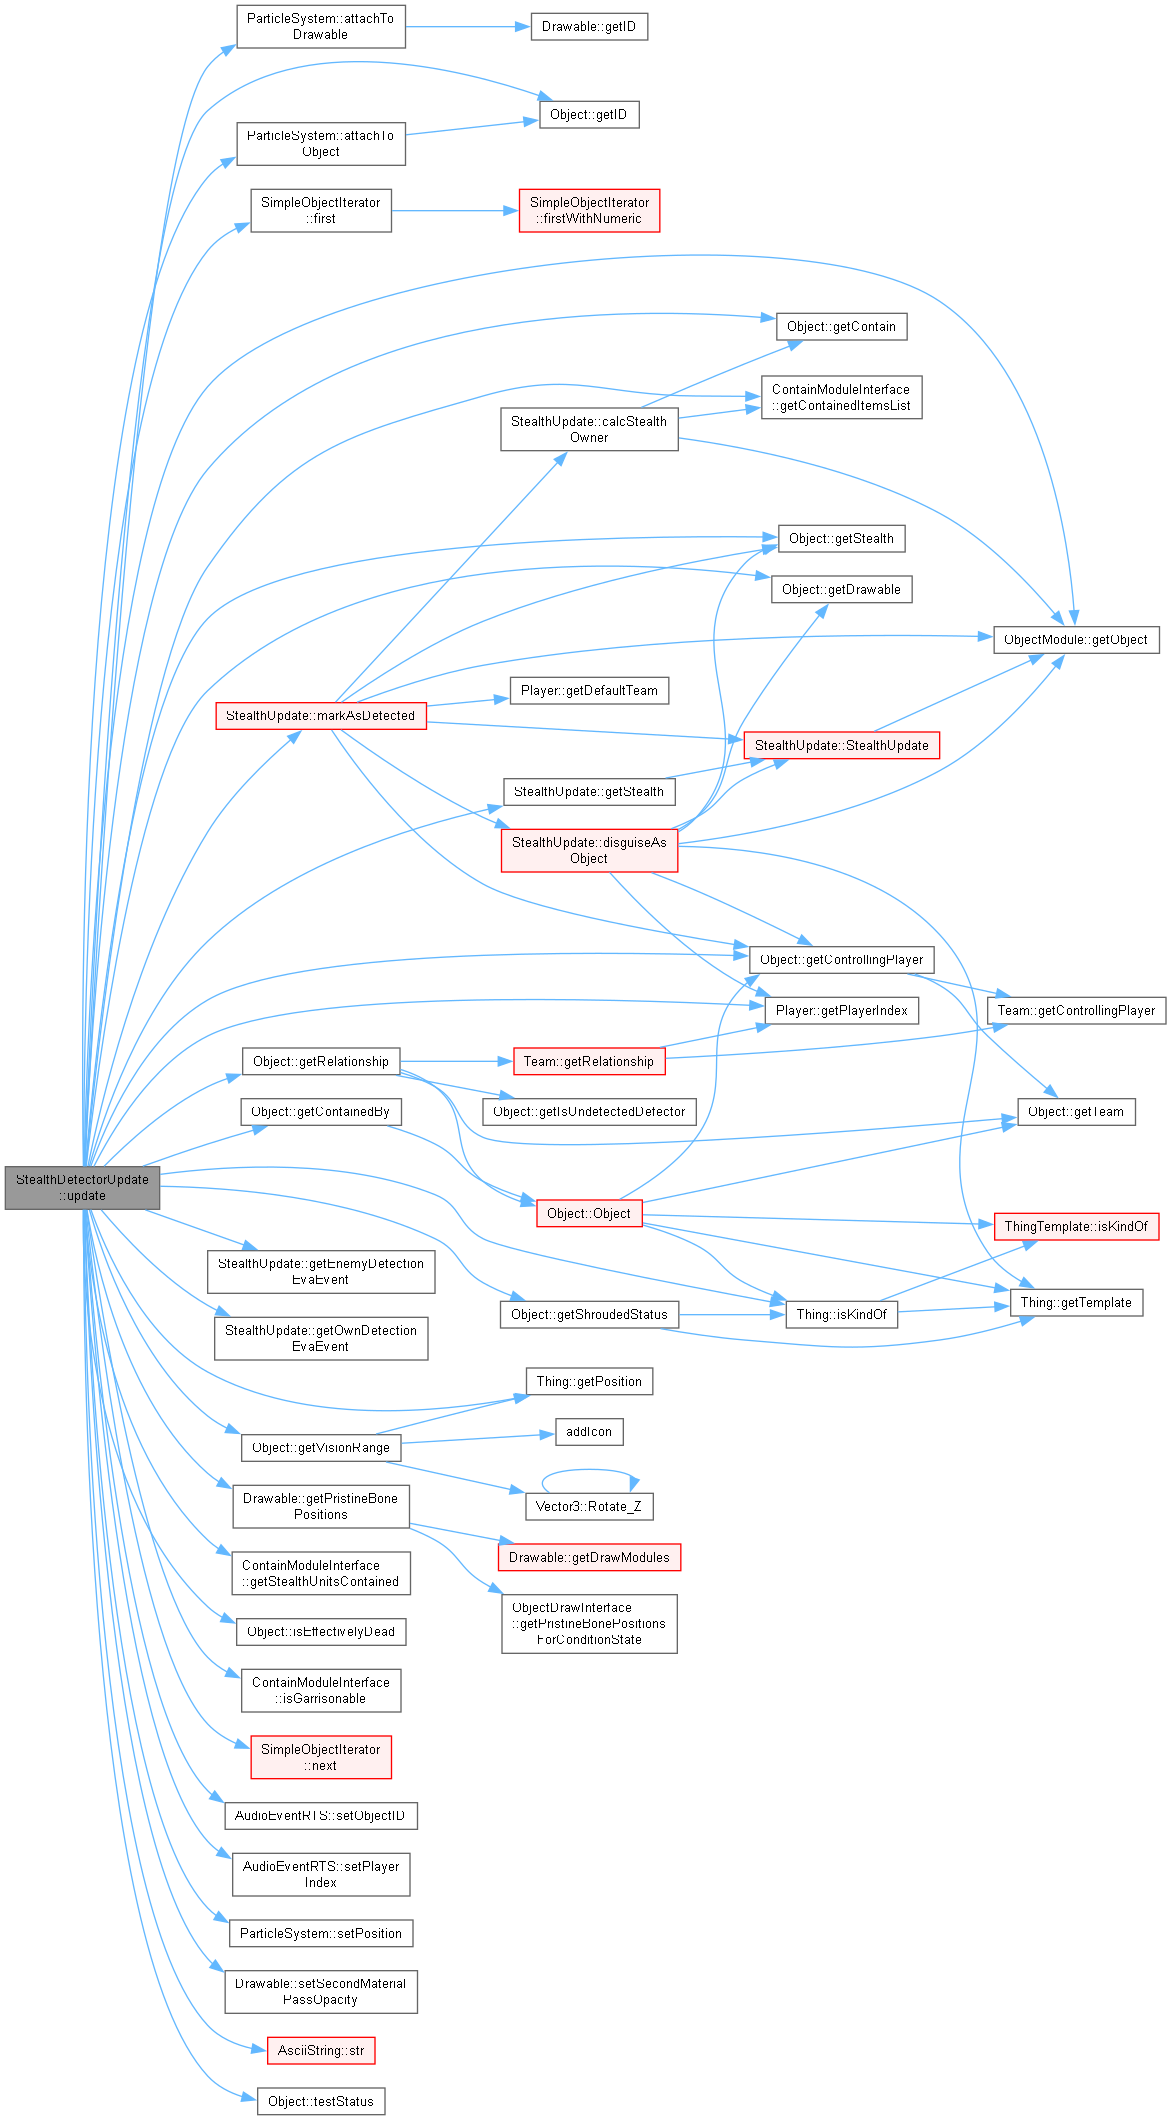 ParticleSystem::attachTo
Drawable
Drawable::getID
Object::getID
ParticleSystem::attachTo
Object
SimpleObjectIterator
::first
SimpleObjectIterator
::firstWithNumeric
Object::getContain
ContainModuleInterface
::getContainedItemsList
StealthUpdate::calcStealth
Owner
Object::getStealth
Object::getDrawable
ObjectModule::getObject
Player::getDefaultTeam
StealthUpdate::markAsDetected
StealthUpdate::StealthUpdate
StealthUpdate::getStealth
StealthUpdate::disguiseAs
Object
Object::getControllingPlayer
Player::getPlayerIndex
Team::getControllingPlayer
Object::getRelationship
Team::getRelationship
Object::getContainedBy
Object::getIsUndetectedDetector
Object::getTeam
StealthDetectorUpdate
::update
Object::Object
ThingTemplate::isKindOf
StealthUpdate::getEnemyDetection
EvaEvent
Thing::getTemplate
Object::getShroudedStatus
Thing::isKindOf
StealthUpdate::getOwnDetection
EvaEvent
Thing::getPosition
addIcon
Object::getVisionRange
Vector3::Rotate_Z
Drawable::getPristineBone
Positions
Drawable::getDrawModules
ContainModuleInterface
::getStealthUnitsContained
ObjectDrawInterface
::getPristineBonePositions
ForConditionState
Object::isEffectivelyDead
ContainModuleInterface
::isGarrisonable
SimpleObjectIterator
::next
AudioEventRTS::setObjectID
AudioEventRTS::setPlayer
Index
ParticleSystem::setPosition
Drawable::setSecondMaterial
PassOpacity
AsciiString::str
Object::testStatus